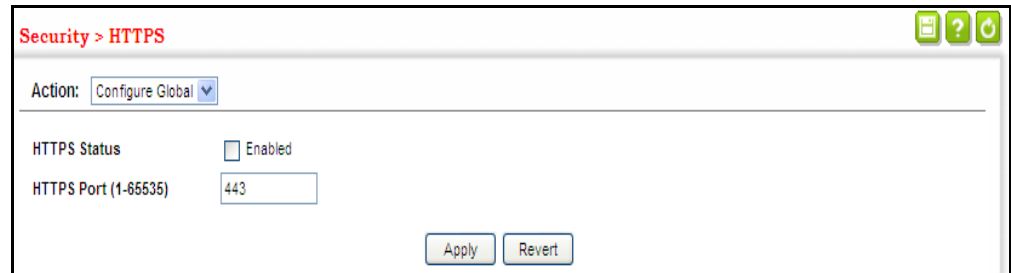 Security > HTTPS
?
Action: Configure Global
HTTPS Status Enabled
HTTPS Port (1-65535) 443
Apply Revert